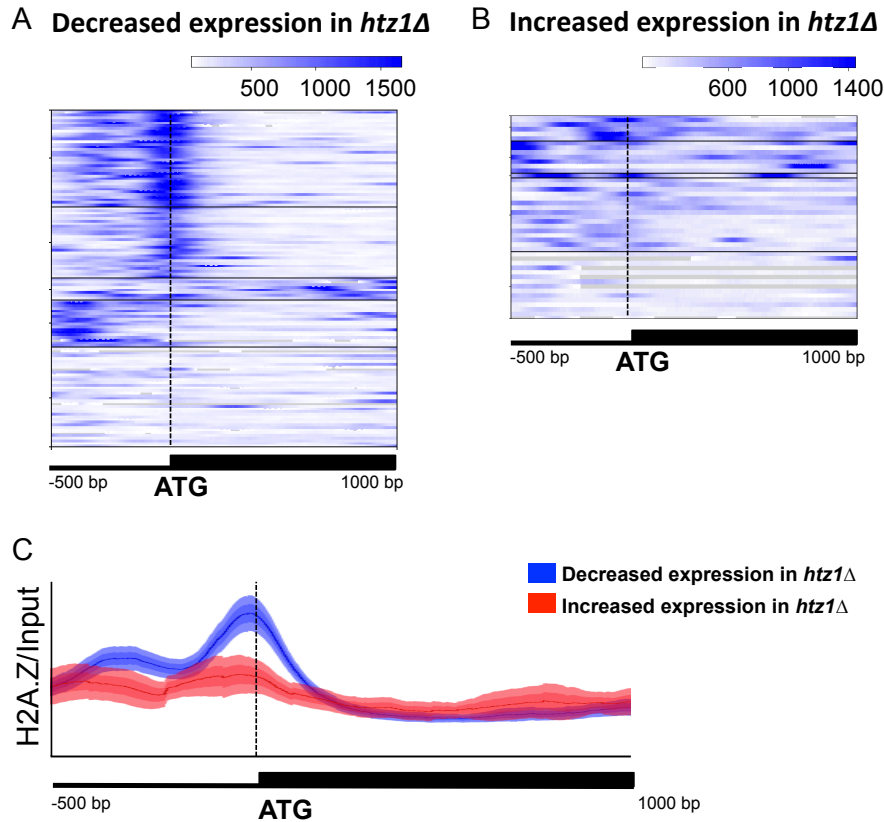 A Decreased expression in htz1Δ
500 1000 1500
-500 bp ATG 1000 bp
B Increased expression in htz1Δ
600 1000 1400
-500 bp ATG 1000 bp
C
H2A.Z/Input
Decreased expression in htz1Δ
Increased expression in htz1Δ
-500 bp ATG 1000 bp